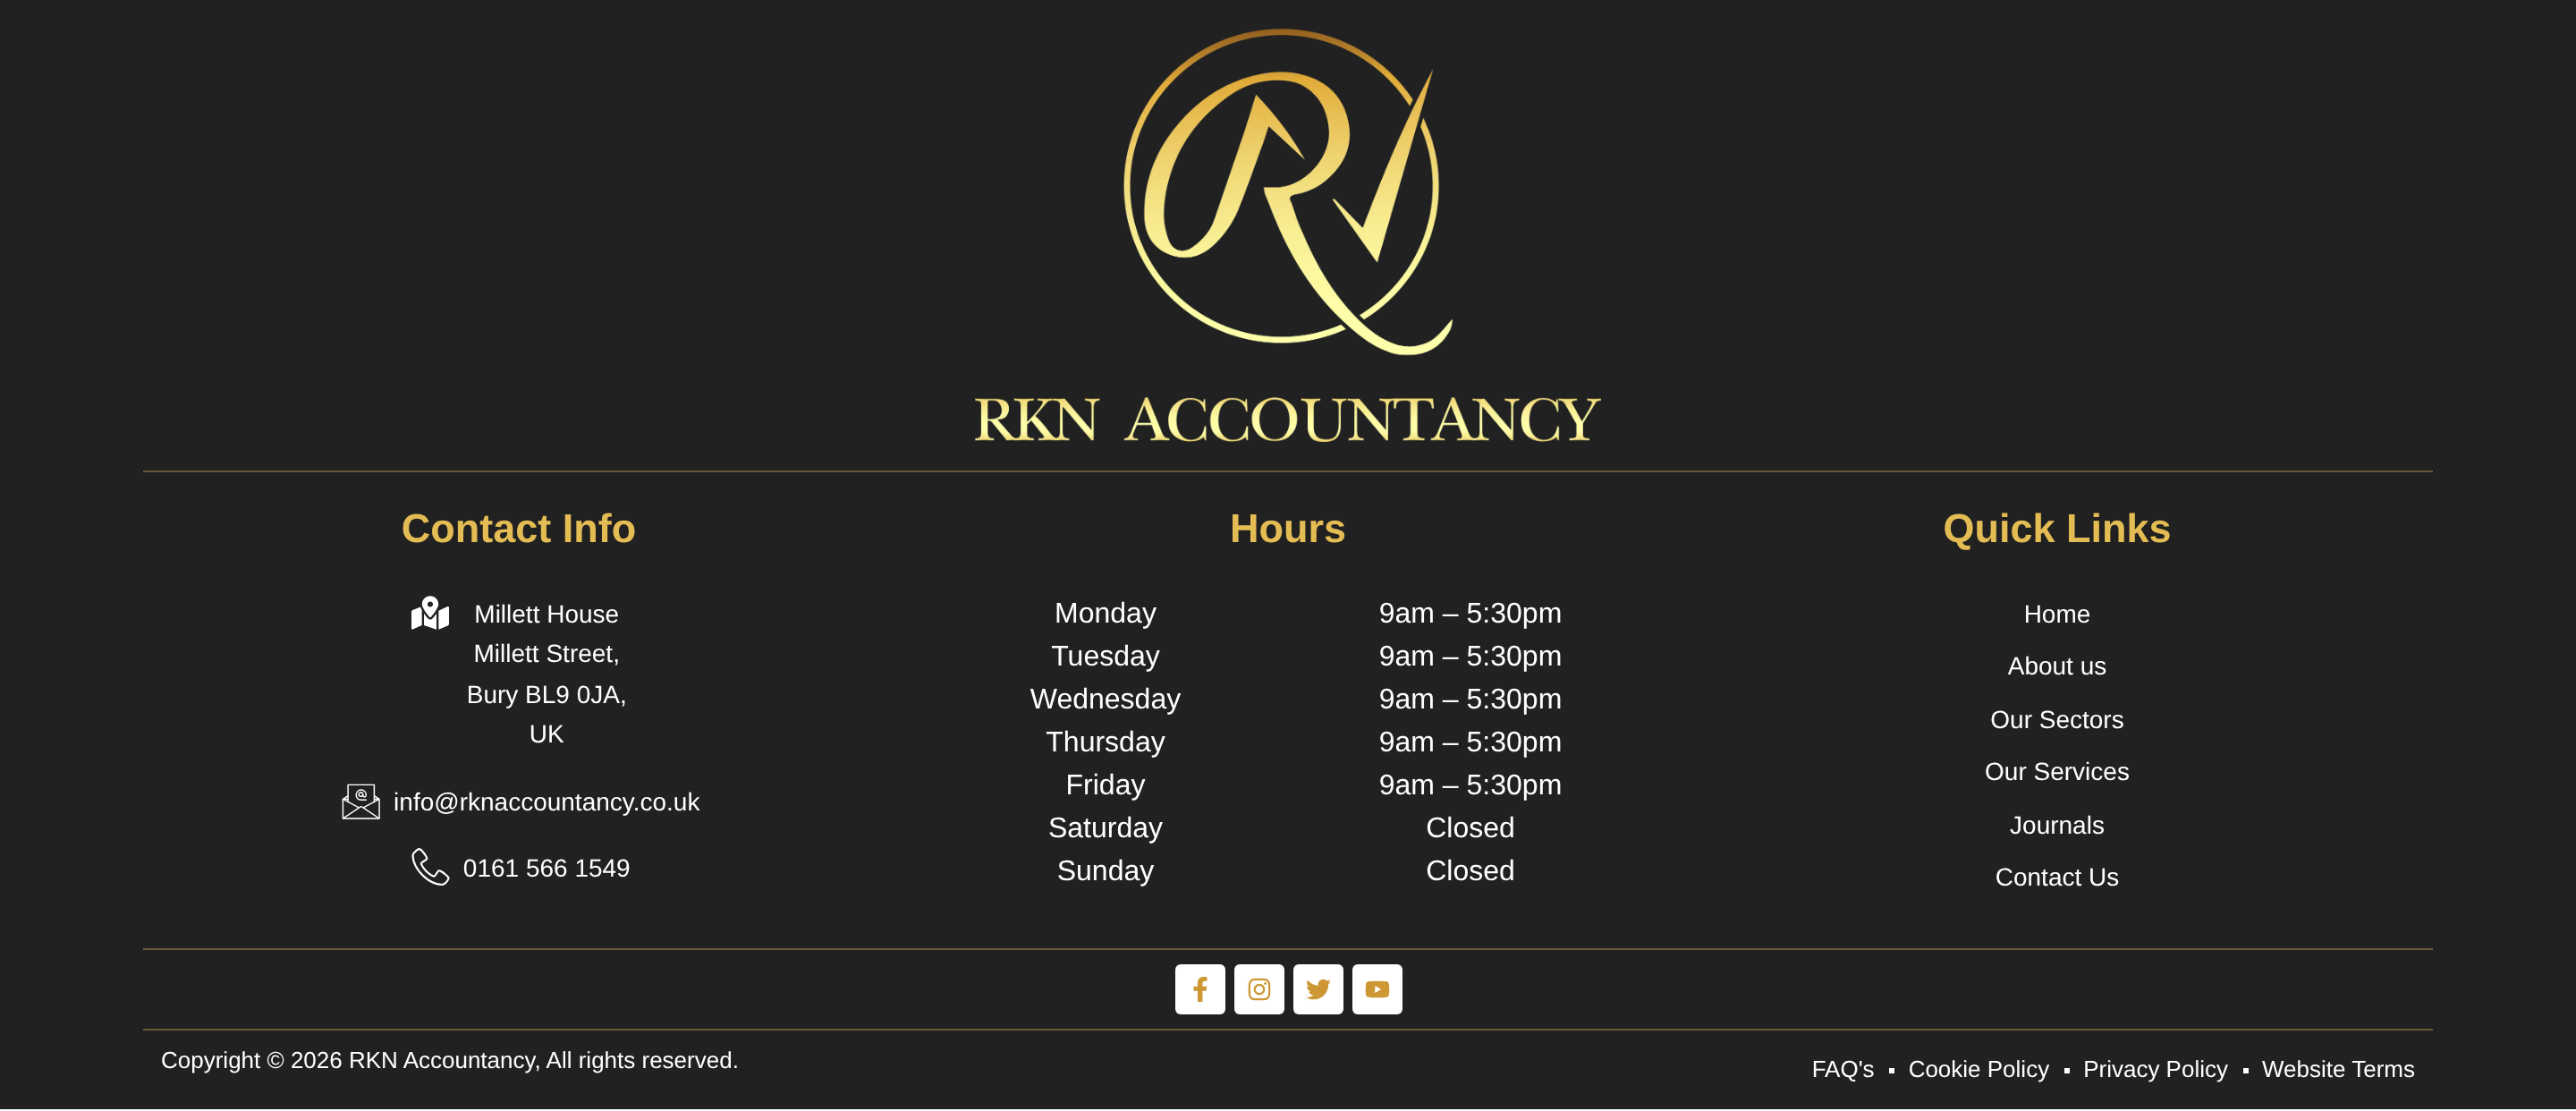 RKN ACCOUNTANCY
Contact Info
Millett House
Millett Street,
Bury BL9 0JA,
UK
info@rknaccountancy.co.uk
0161 566 1549
Hours
Monday 9am – 5:30pm
Tuesday 9am – 5:30pm
Wednesday 9am – 5:30pm
Thursday 9am – 5:30pm
Friday 9am – 5:30pm
Saturday Closed
Sunday Closed
Quick Links
Home
About us
Our Sectors
Our Services
Journals
Contact Us
Copyright © 2026 RKN Accountancy, All rights reserved.
FAQ's ▪ Cookie Policy ▪ Privacy Policy ▪ Website Terms